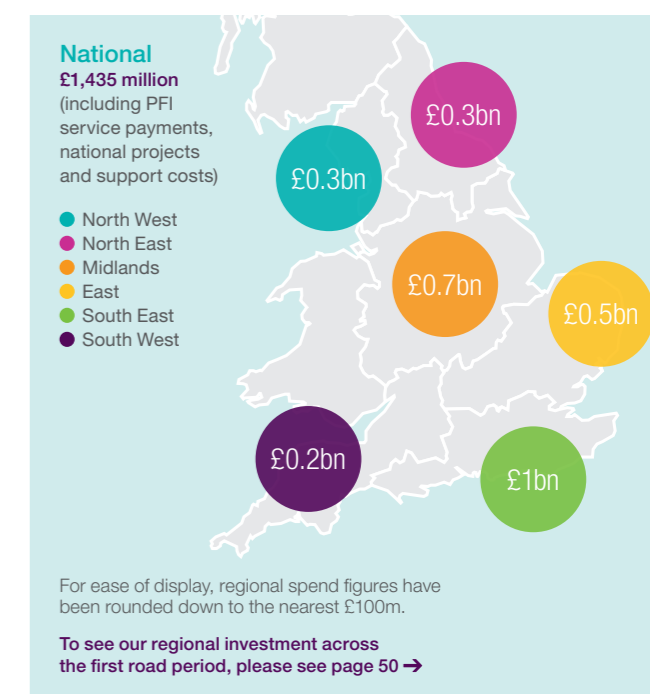 National
£1,435 million
(including PFI
service payments,
national projects
and support costs)
North West
North East
Midlands
East
South East
South West
£0.3bn
£0.3bn
£0.7bn
£0.5bn
£0.2bn
£1bn
For ease of display, regional spend figures have
been rounded down to the nearest £100m.
To see our regional investment across
the first road period, please see page 50 →